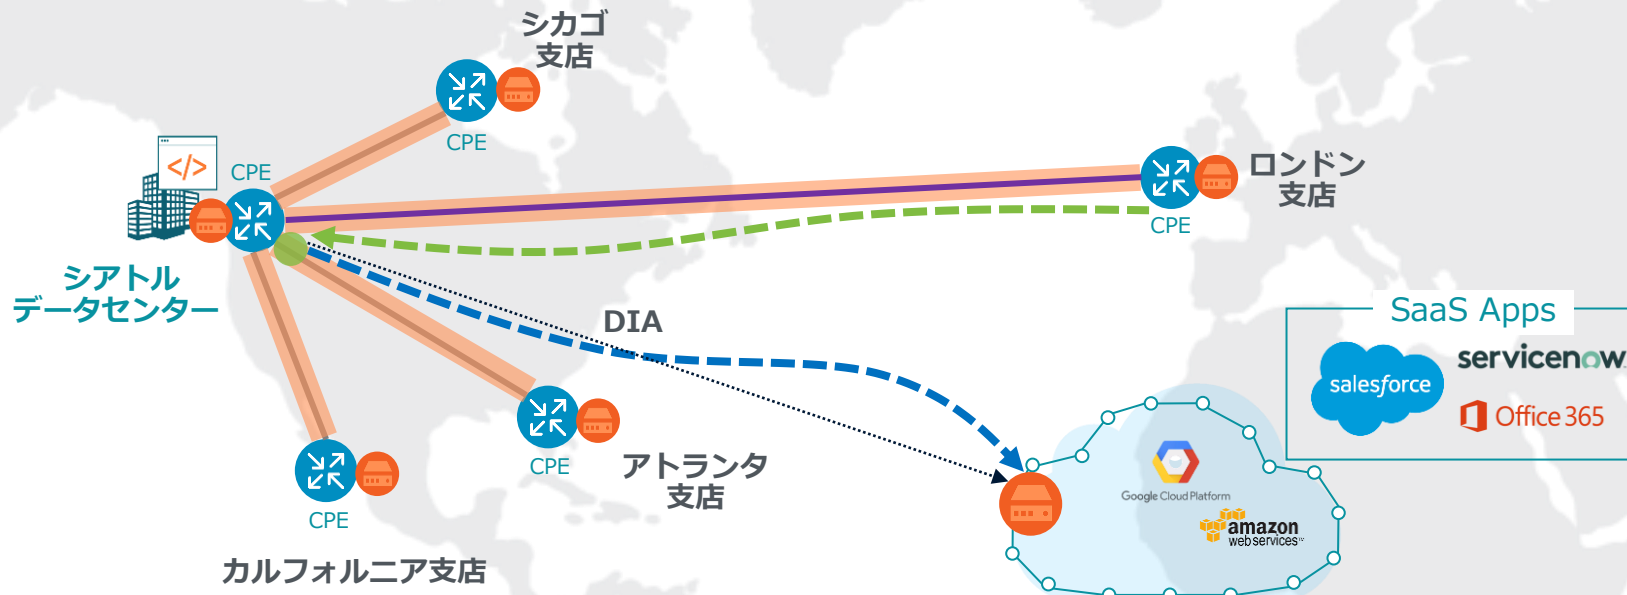 シカゴ
支店
CPE
</>
CPE
シアトル
データセンター
ロンドン
支店
CPE
DIA
SaaS Apps
salesforce
servicenow
Office 365
CPE
アトランタ
支店
CPE
カルフォルニア支店
Google Cloud Platform
amazon
webservices™